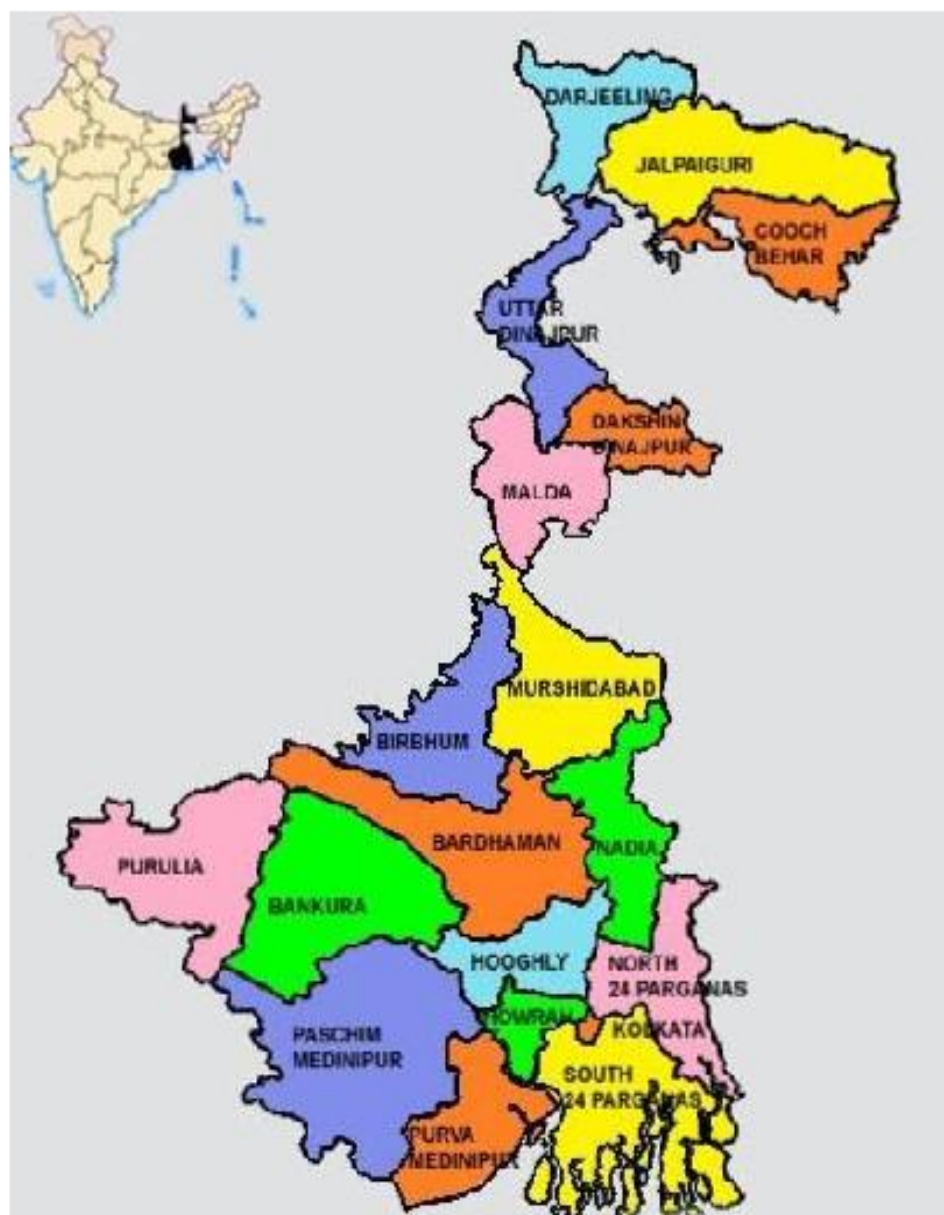 DARJEELING
JALPAIGURI
COOCH
BEHAR
UTTAR
DINAJPUR
DAKSHIN
DINAJPUR
MALDA
MURSHIDABAD
BIRBHUM
BARDHAMAN
NADIA
PURULIA
BANKURA
HOOGHLY
NORTH
24 PARGANAS
HOWRAH
KOLKATA
PASCHIM
MEDINIPUR
SOUTH
24 PARGANAS
PURVA
MEDINIPUR